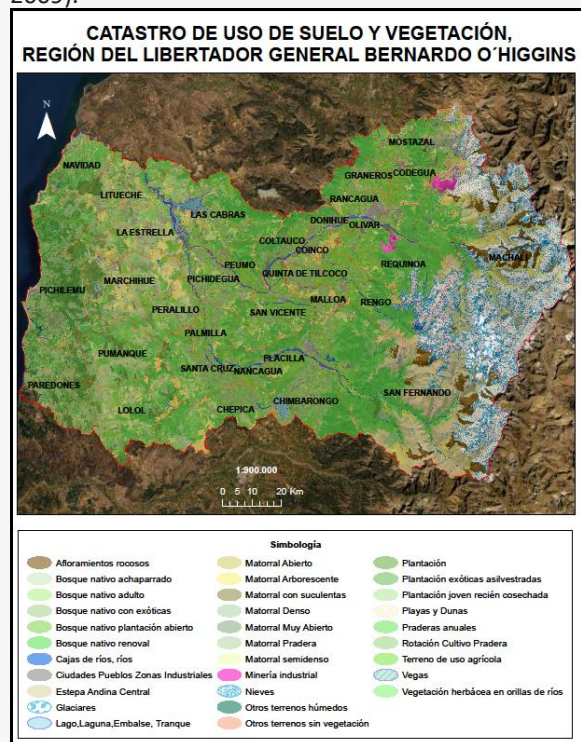 2009).
CATASTRO DE USO DE SUELO Y VEGETACIÓN,
REGIÓN DEL LIBERTADOR GENERAL BERNARDO O´HIGGINS
N
MOSTAZAL
NAVIDAD
GRANEROS CODEGUA
LITUECHE
RANCAGUA
LAS CABRAS
DONIHUE OLIVAR
LA ESTRELLA
COLTAUCO
COINCO
MACHALI
PEUMO
REQUINOA
QUINTA DE TILCOCO
MARCHIHUE
PICHIDEGUA
PICHILEMU
MALLOA
RENGO
PERALILLO
SAN VICENTE
PALMILLA
PUMANQUE
PLACILLA
SANTA CRUZ
NANCAGUA
PAREDONES
SAN FERNANDO
CHIMBARONGO
LOLOL
CHEPICA
1:900.000
0 5 10 20 Km
Simbología
Afloramientos rocosos
Bosque nativo achaparrado
Bosque nativo adulto
Bosque nativo con exóticas
Bosque nativo plantación abierto
Bosque nativo renoval
Cajas de ríos, ríos
Ciudades Pueblos Zonas Industriales
Estepa Andina Central
Glaciares
Lago,Laguna,Embalse, Tranque
Matorral Abierto
Matorral Arborescente
Matorral con suculentas
Matorral Denso
Matorral Muy Abierto
Matorral Pradera
Matorral semidenso
Minería industrial
Nieves
Otros terrenos húmedos
Otros terrenos sin vegetación
Plantación
Plantación exóticas asilvestradas
Plantación joven recién cosechada
Playas y Dunas
Praderas anuales
Rotación Cultivo Pradera
Terreno de uso agrícola
Vegas
Vegetación herbácea en orillas de ríos